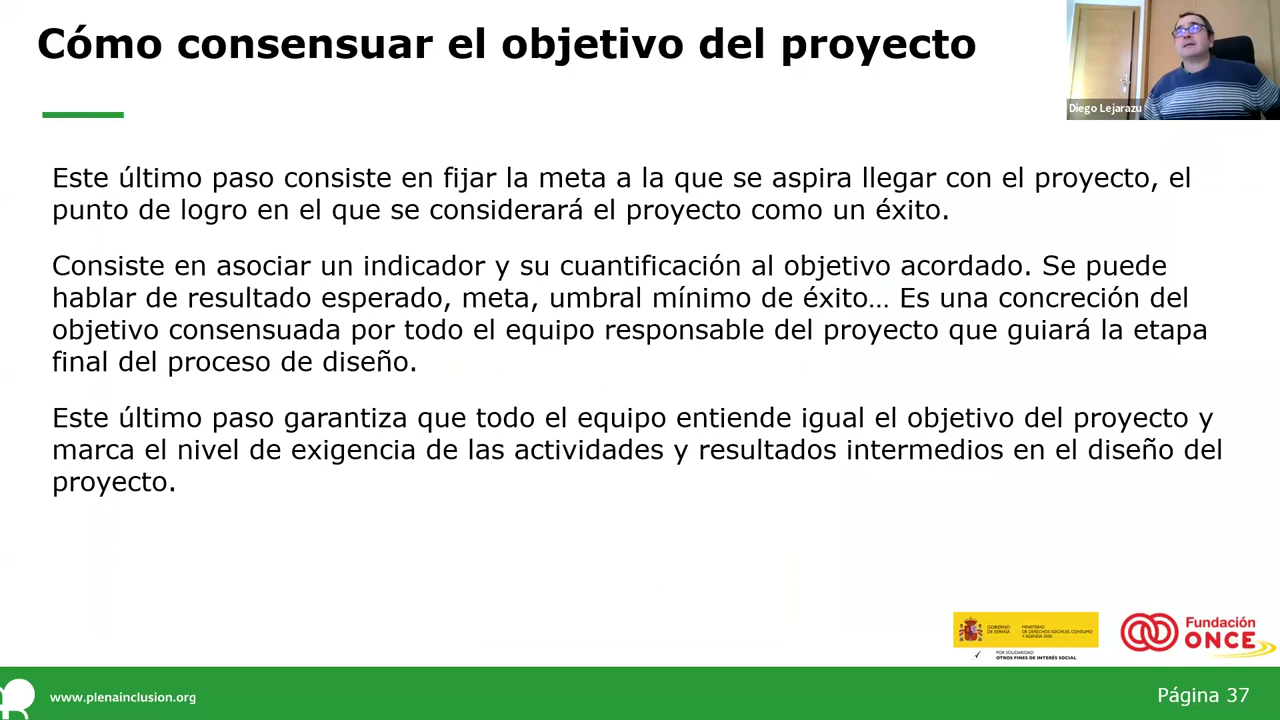 Cómo consensuar el objetivo del proyecto
Diego Lejarazu
Este último paso consiste en fijar la meta a la que se aspira llegar con el proyecto, el
punto de logro en el que se considerará el proyecto como un éxito.
Consiste en asociar un indicador y su cuantificación al objetivo acordado. Se puede
hablar de resultado esperado, meta, umbral mínimo de éxito… Es una concreción del
objetivo consensuada por todo el equipo responsable del proyecto que guiará la etapa
final del proceso de diseño.
Este último paso garantiza que todo el equipo entiende igual el objetivo del proyecto y
marca el nivel de exigencia de las actividades y resultados intermedios en el diseño del
proyecto.
GOBIERNO
DE ESPAÑA
MINISTERIO
DE DERECHOS SOCIALES, CONSUMO
Y AGENDA 2030
POR SOLIDARIDAD
OTROS FINES DE INTERÉS SOCIAL
Fundación
ONCE
www.plenainclusion.org
Página 37